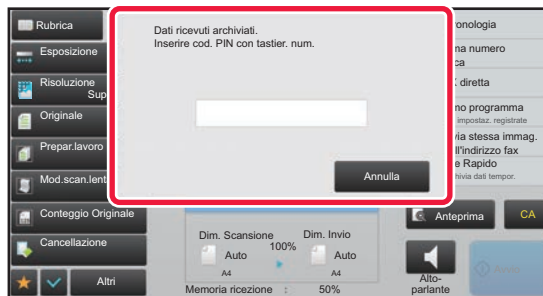 Rubrica
Esposizione
Risoluzione
Sup
Originale
Prepar.lavoro
Mod.scan.lent
Conteggio Originale
Cancellazione
Altri
Dati ricevuti archiviati.
Inserire cod. PIN con tastier. num.
Annulla
onologia
na numero
ca
diretta
no programma
impostaz. registrate
via stessa immag.
ll'indirizzo fax
e Rapido
hivia dati tempor.
Anteprima
CA
Dim. Scansione
100%
Dim. Invio
Auto
A4
Auto
A4
Memoria ricezione : 50%
Alto-
parlante
Avvio